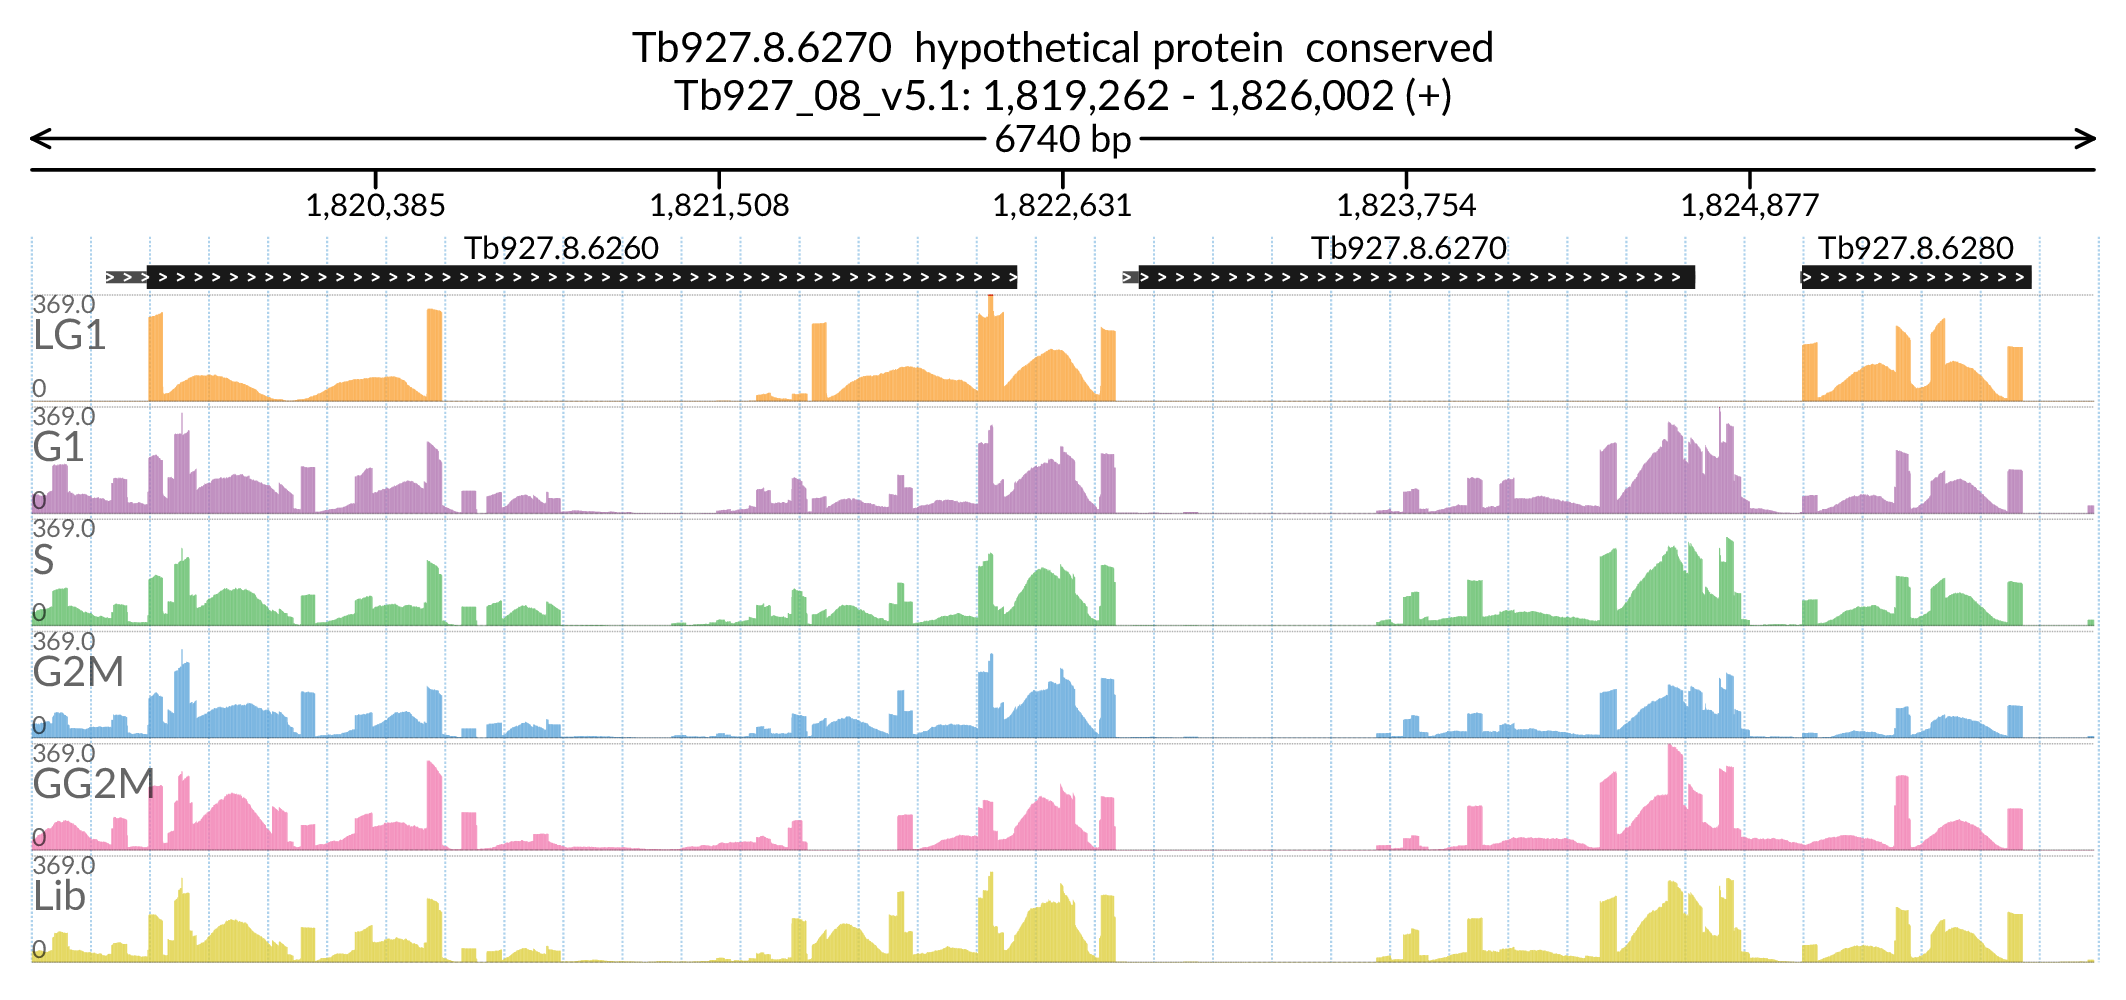 Tb927.8.6270 hypothetical protein conserved
Tb927_08_v5.1: 1,819,262 - 1,826,002 (+)
6740 bp
1,820,385 1,821,508 1,822,631 1,823,754 1,824,877
Tb927.8.6260 Tb927.8.6270 Tb927.8.6280
369.0
LG1
0
369.0
G1
0
369.0
S
0
369.0
G2M
0
369.0
GG2M
0
369.0
Lib
0